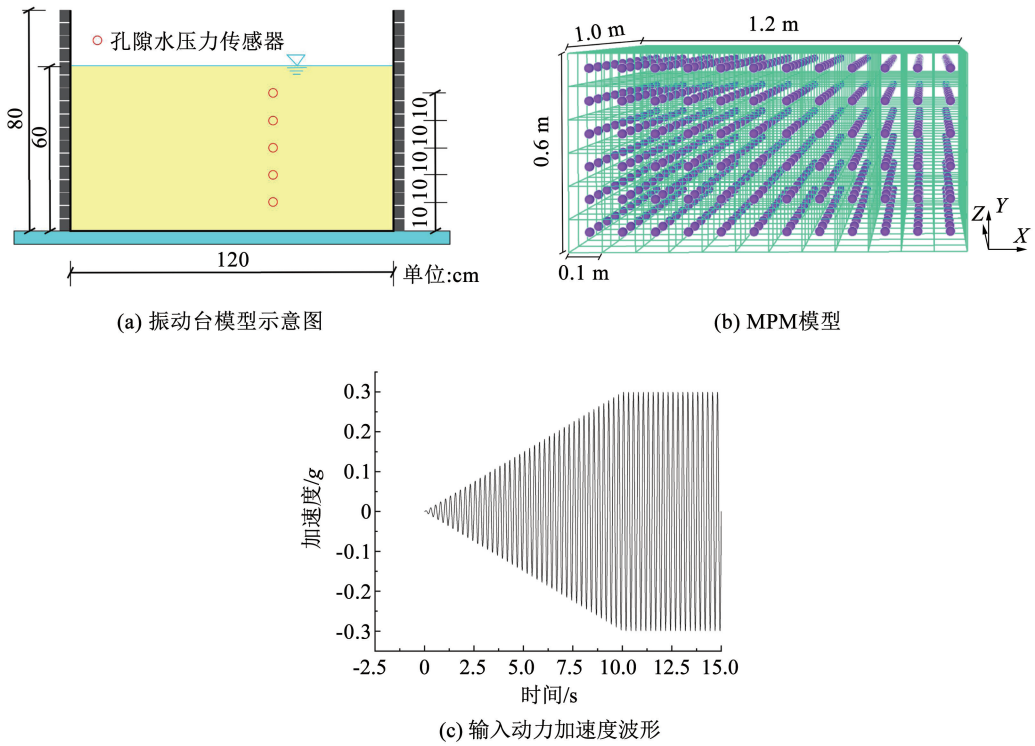 孔隙水压力传感器
80
60
10
10
10
10
10
120
单位:cm
(a) 振动台模型示意图
1.0 m
1.2 m
0.6 m
0.1 m
Z
Y
X
(b) MPM模型
0.3
0.2
0.1
0
-0.1
-0.2
-0.3
加速度/g
-2.5
0
2.5
5.0
7.5
10.0
12.5
15.0
时间/s
(c) 输入动力加速度波形